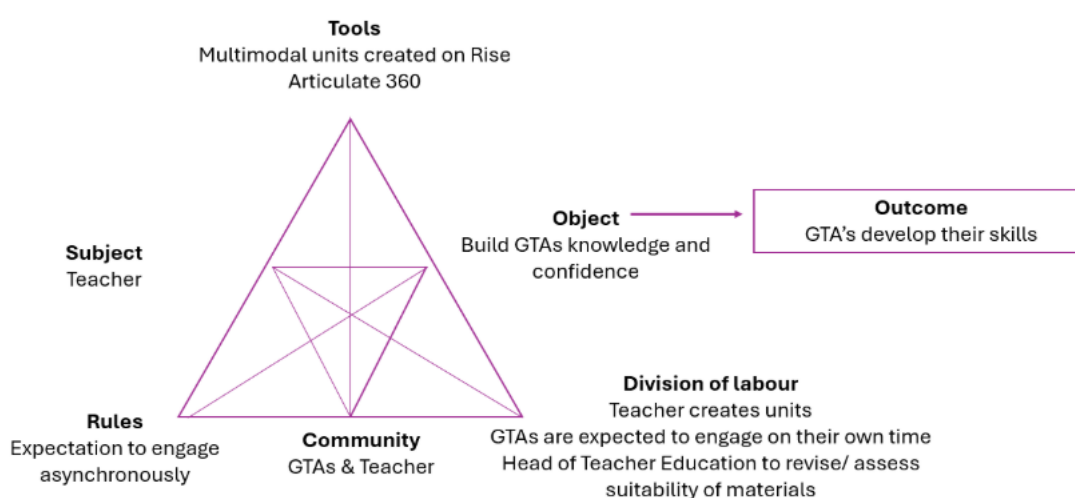 Tools
Multimodal units created on Rise
Articulate 360
Subject
Teacher
Object
Build GTAs knowledge and
confidence
Outcome
GTA's develop their skills
Rules
Expectation to engage
asynchronously
Community
GTAs & Teacher
Division of labour
Teacher creates units
GTAs are expected to engage on their own time
Head of Teacher Education to revise/ assess
suitability of materials